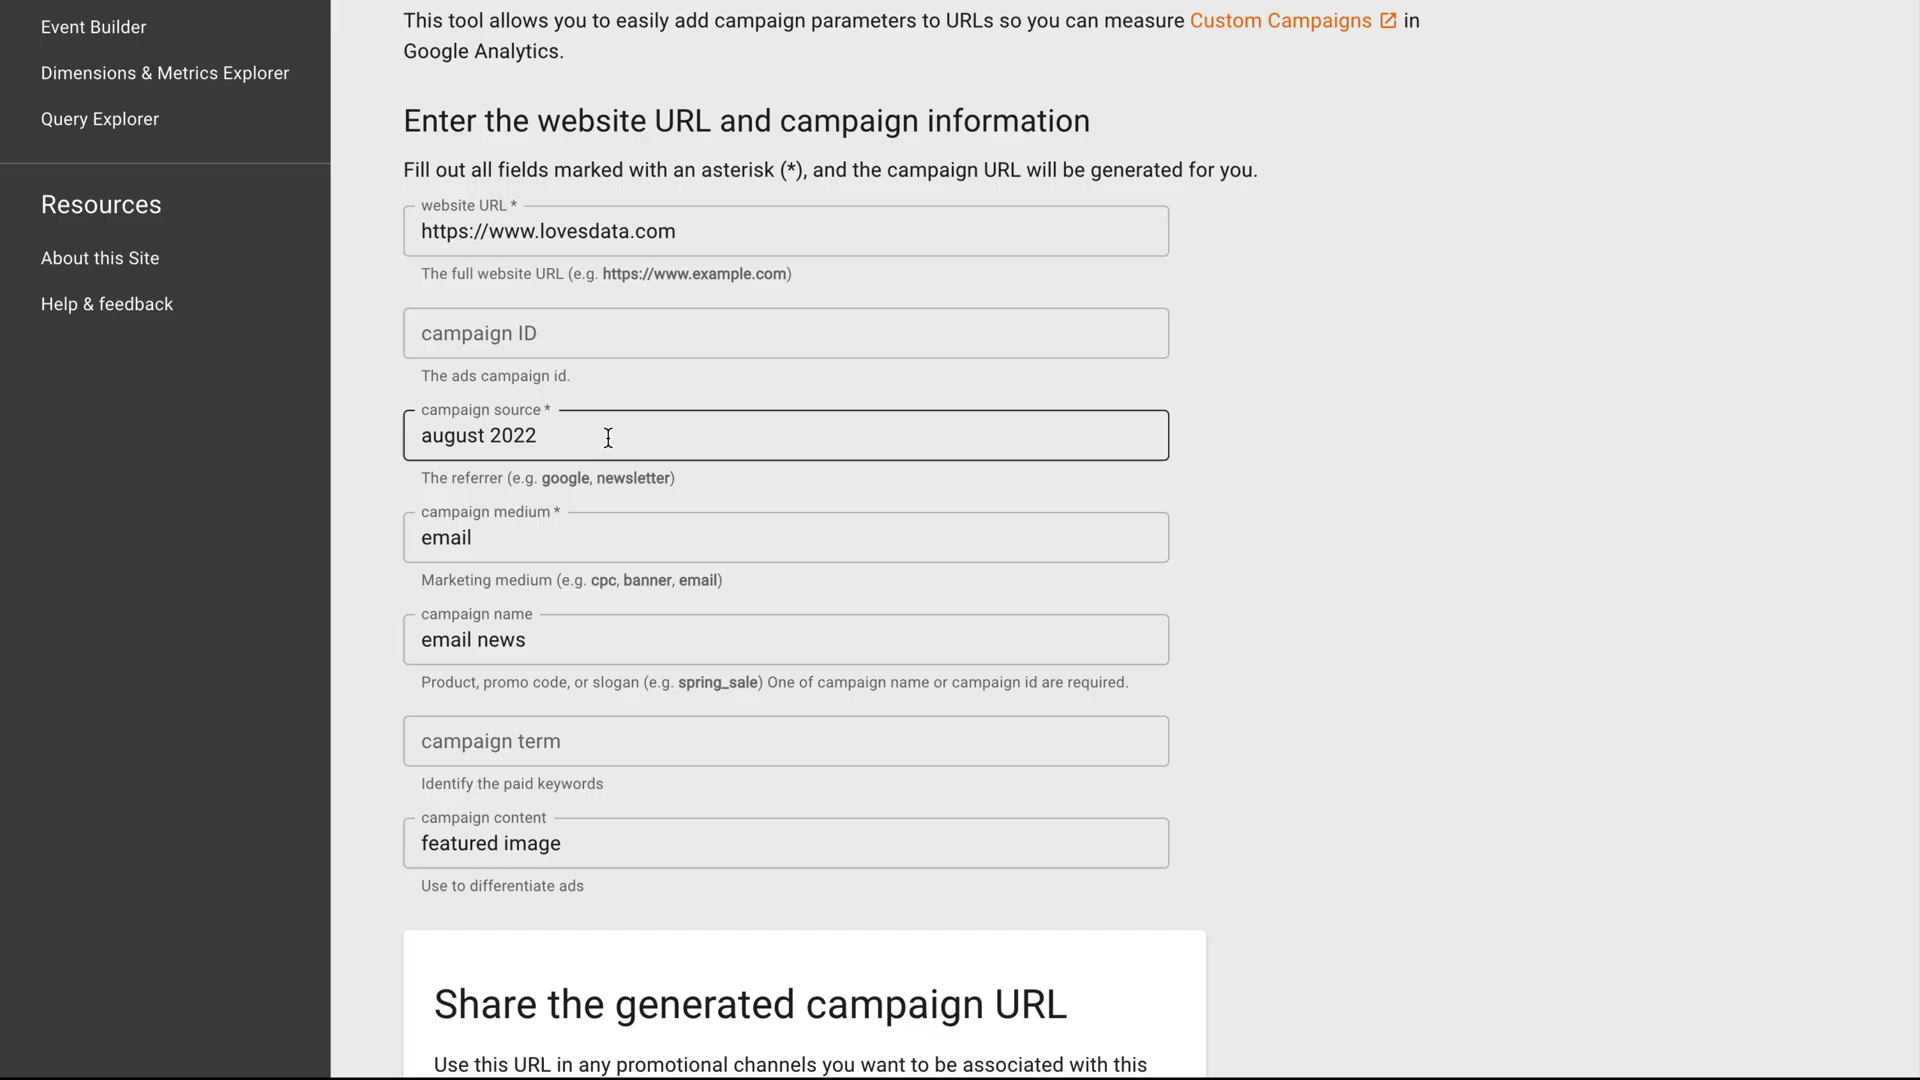 Event Builder
Dimensions & Metrics Explorer
Query Explorer
Resources
About this Site
Help & feedback
This tool allows you to easily add campaign parameters to URLs so you can measure Custom Campaigns in
Google Analytics.
Enter the website URL and campaign information
Fill out all fields marked with an asterisk (*), and the campaign URL will be generated for you.
website URL *
https://www.lovesdata.com
The full website URL (e.g. https://www.example.com)
campaign ID
The ads campaign id.
campaign source *
august 2022
The referrer (e.g. google, newsletter)
campaign medium *
email
Marketing medium (e.g. cpc, banner, email)
campaign name
email news
Product, promo code, or slogan (e.g. spring_sale) One of campaign name or campaign id are required.
campaign term
Identify the paid keywords
campaign content
featured image
Use to differentiate ads
Share the generated campaign URL
Use this URL in any promotional channels you want to be associated with this